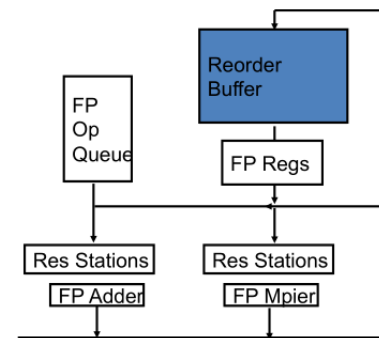 Reorder
Buffer
FP
Op
Queue
FP Regs
Res Stations
Res Stations
FP Adder
FP Mpier